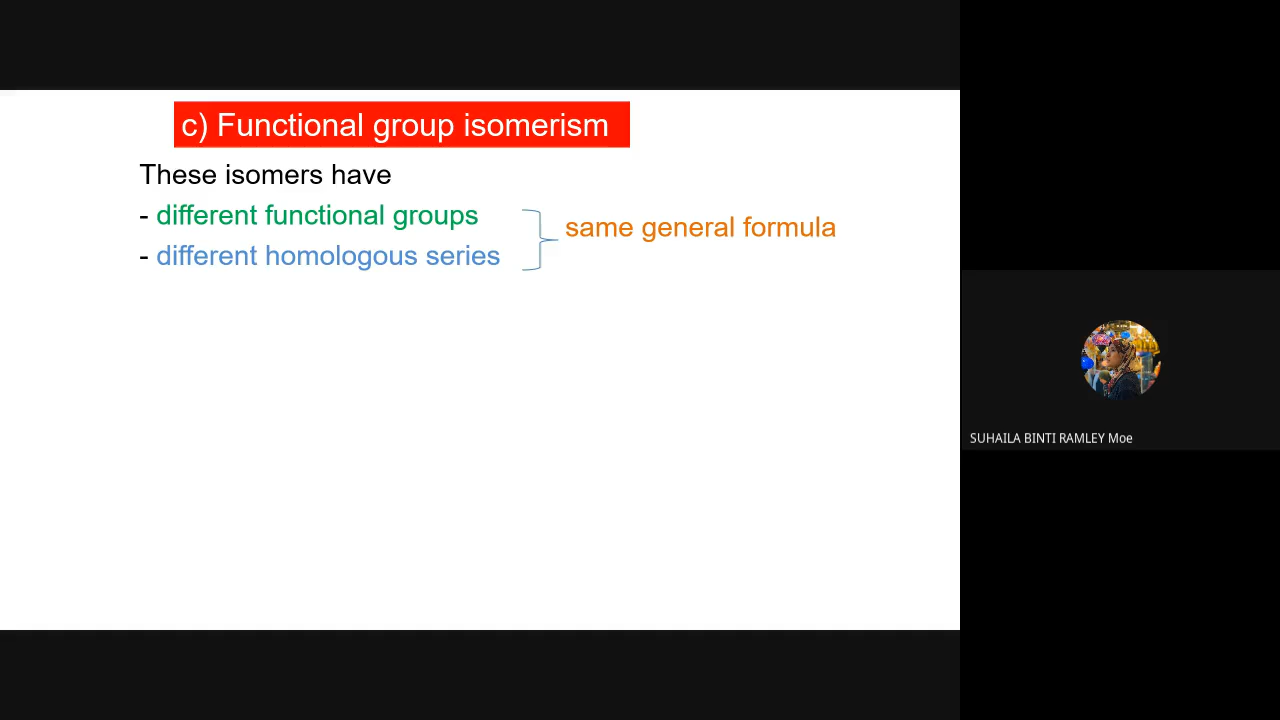 c) Functional group isomerism
These isomers have
- different functional groups
- different homologous series
same general formula
SUHAILA BINTI RAMLEY Moe